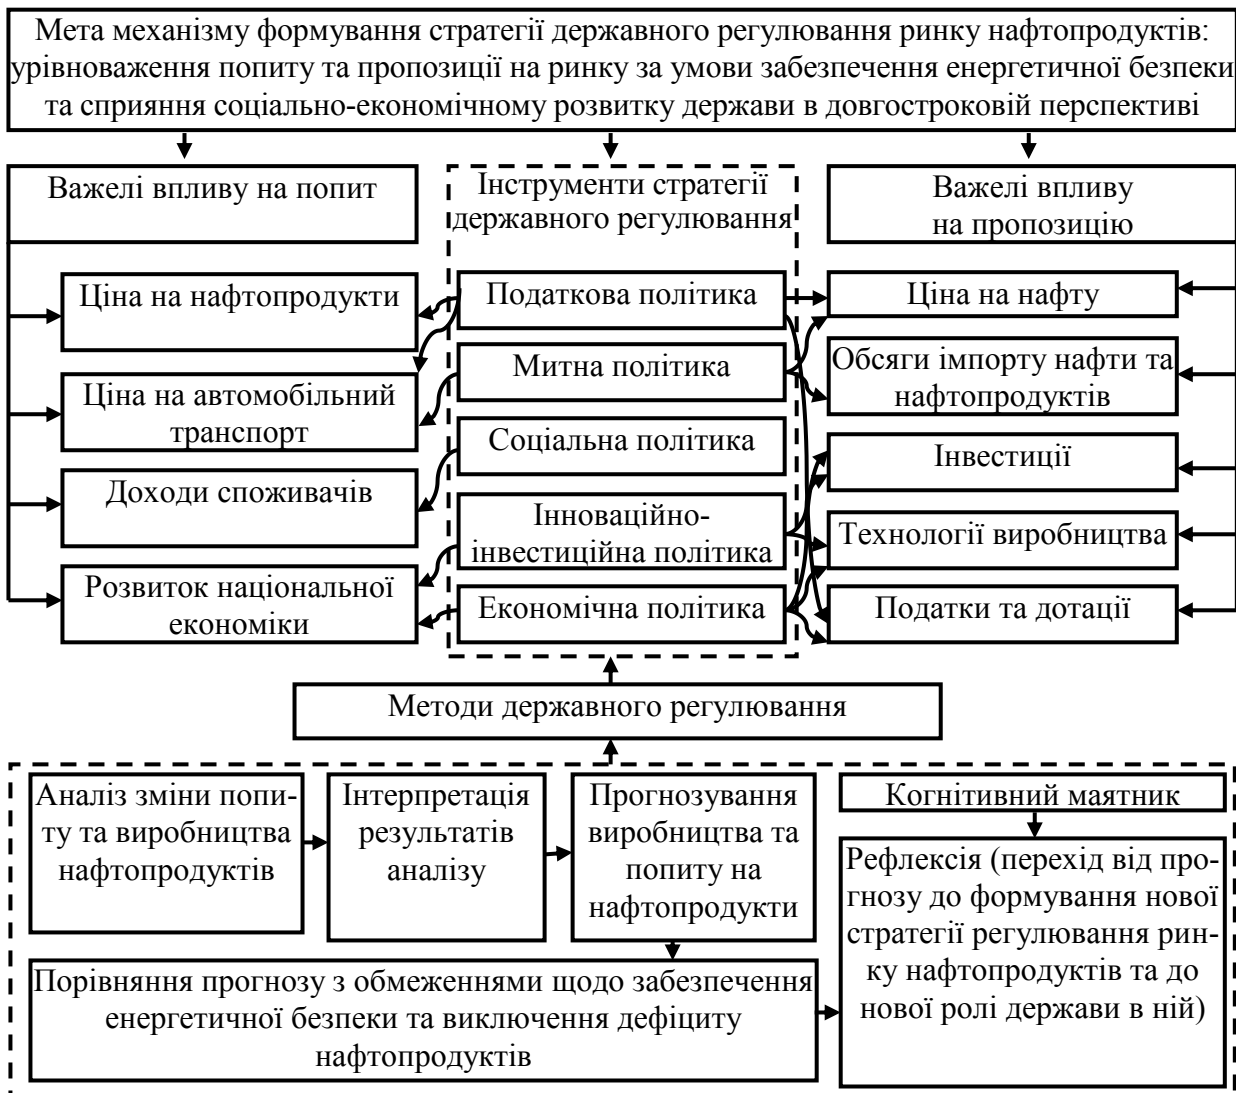 Мета механізму формування стратегії державного регулювання ринку нафтопродуктів:
урівноваження попиту та пропозиції на ринку за умови забезпечення енергетичної безпеки
та сприяння соціально-економічному розвитку держави в довгостроковій перспективі
Важелі впливу на попит
Інструменти стратегії
державного регулювання
Важелі впливу
на пропозицію
Ціна на нафтопродукти
Ціна на автомобільний
транспорт
Доходи споживачів
Розвиток національної
економіки
Податкова політика
Митна політика
Соціальна політика
Інноваційно-
інвестиційна політика
Економічна політика
Ціна на нафту
Обсяги імпорту нафти та
нафтопродуктів
Інвестиції
Технології виробництва
Податки та дотації
Методи державного регулювання
Аналіз зміни попи-
ту та виробництва
нафтопродуктів
Інтерпретація
результатів
аналізу
Прогнозування
виробництва та
попиту на
нафтопродукти
Когнітивний маятник
Рефлексія (перехід від про-
гнозу до формування нової
стратегії регулювання рин-
ку нафтопродуктів та до
нової ролі держави в ній)
Порівняння прогнозу з обмеженнями щодо забезпечення
енергетичної безпеки та виключення дефіциту
нафтопродуктів